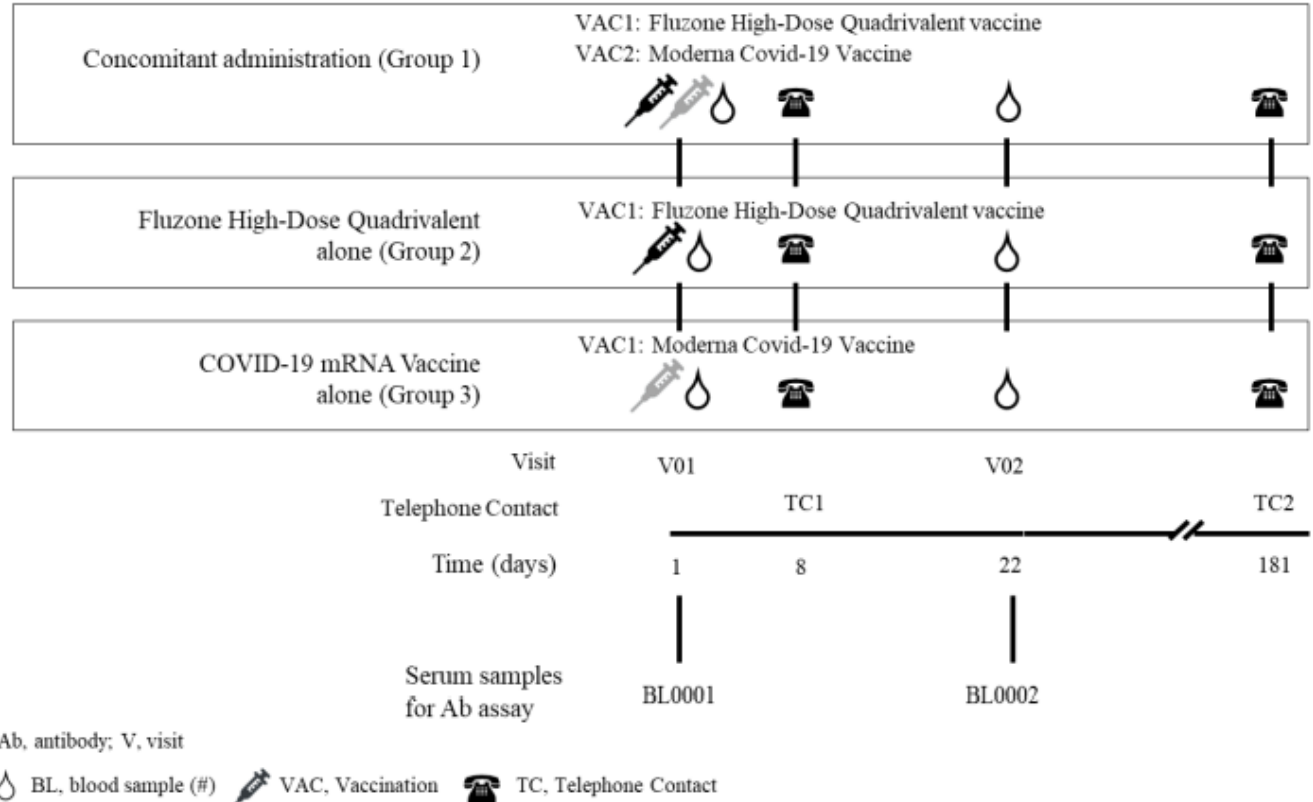 VAC1: Fluzone High-Dose Quadrivalent vaccine
Concomitant administration (Group 1)
VAC2: Moderna Covid-19 Vaccine
Fluzone High-Dose Quadrivalent
alone (Group 2)
VAC1: Fluzone High-Dose Quadrivalent vaccine
COVID-19 mRNA Vaccine
alone (Group 3)
VAC1: Moderna Covid-19 Vaccine
Visit V01 V02
Telephone Contact TC1 TC2
Time (days) 1 8 22 181
Serum samples
for Ab assay BL0001 BL0002
Ab, antibody; V, visit
BL, blood sample (#) VAC, Vaccination TC, Telephone Contact